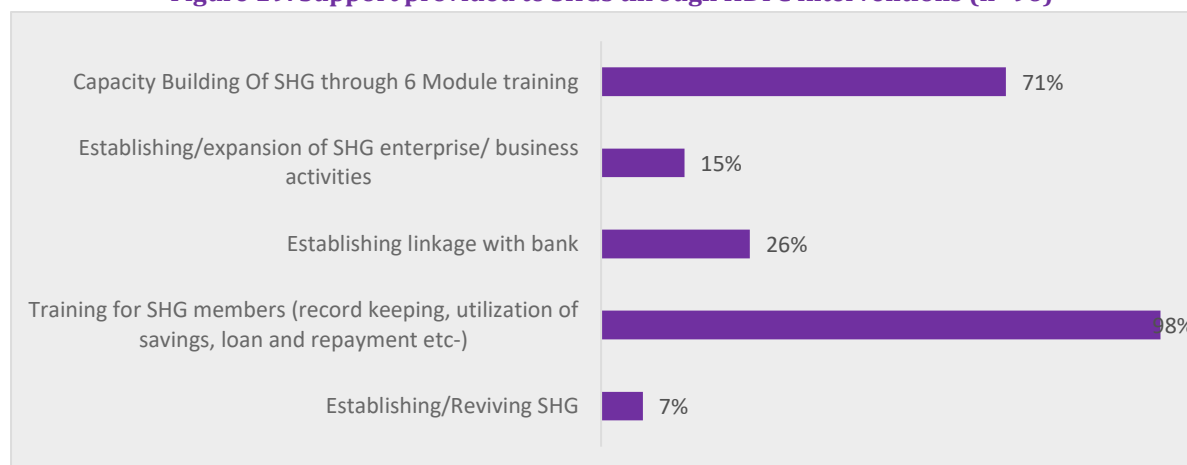 Capacity Building Of SHG through 6 Module training
71%
Establishing/expansion of SHG enterprise/ business
activities
15%
Establishing linkage with bank
26%
Training for SHG members (record keeping, utilization of
savings, loan and repayment etc-)
98%
Establishing/Reviving SHG
7%